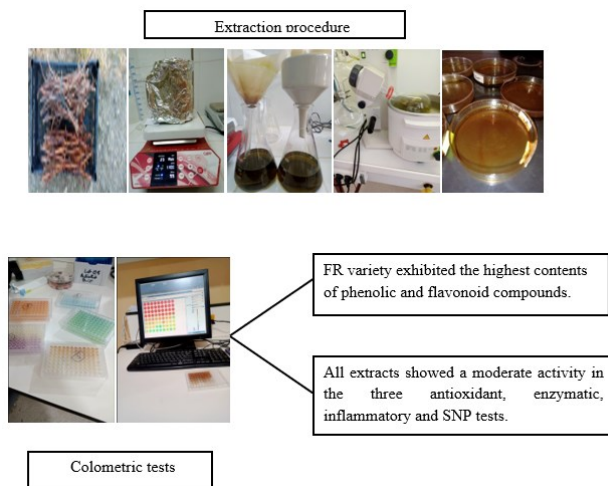 Extraction procedure
FR variety exhibited the highest contents
of phenolic and flavonoid compounds.
All extracts showed a moderate activity in
the three antioxidant, enzymatic,
inflammatory and SNP tests.
Colometric tests